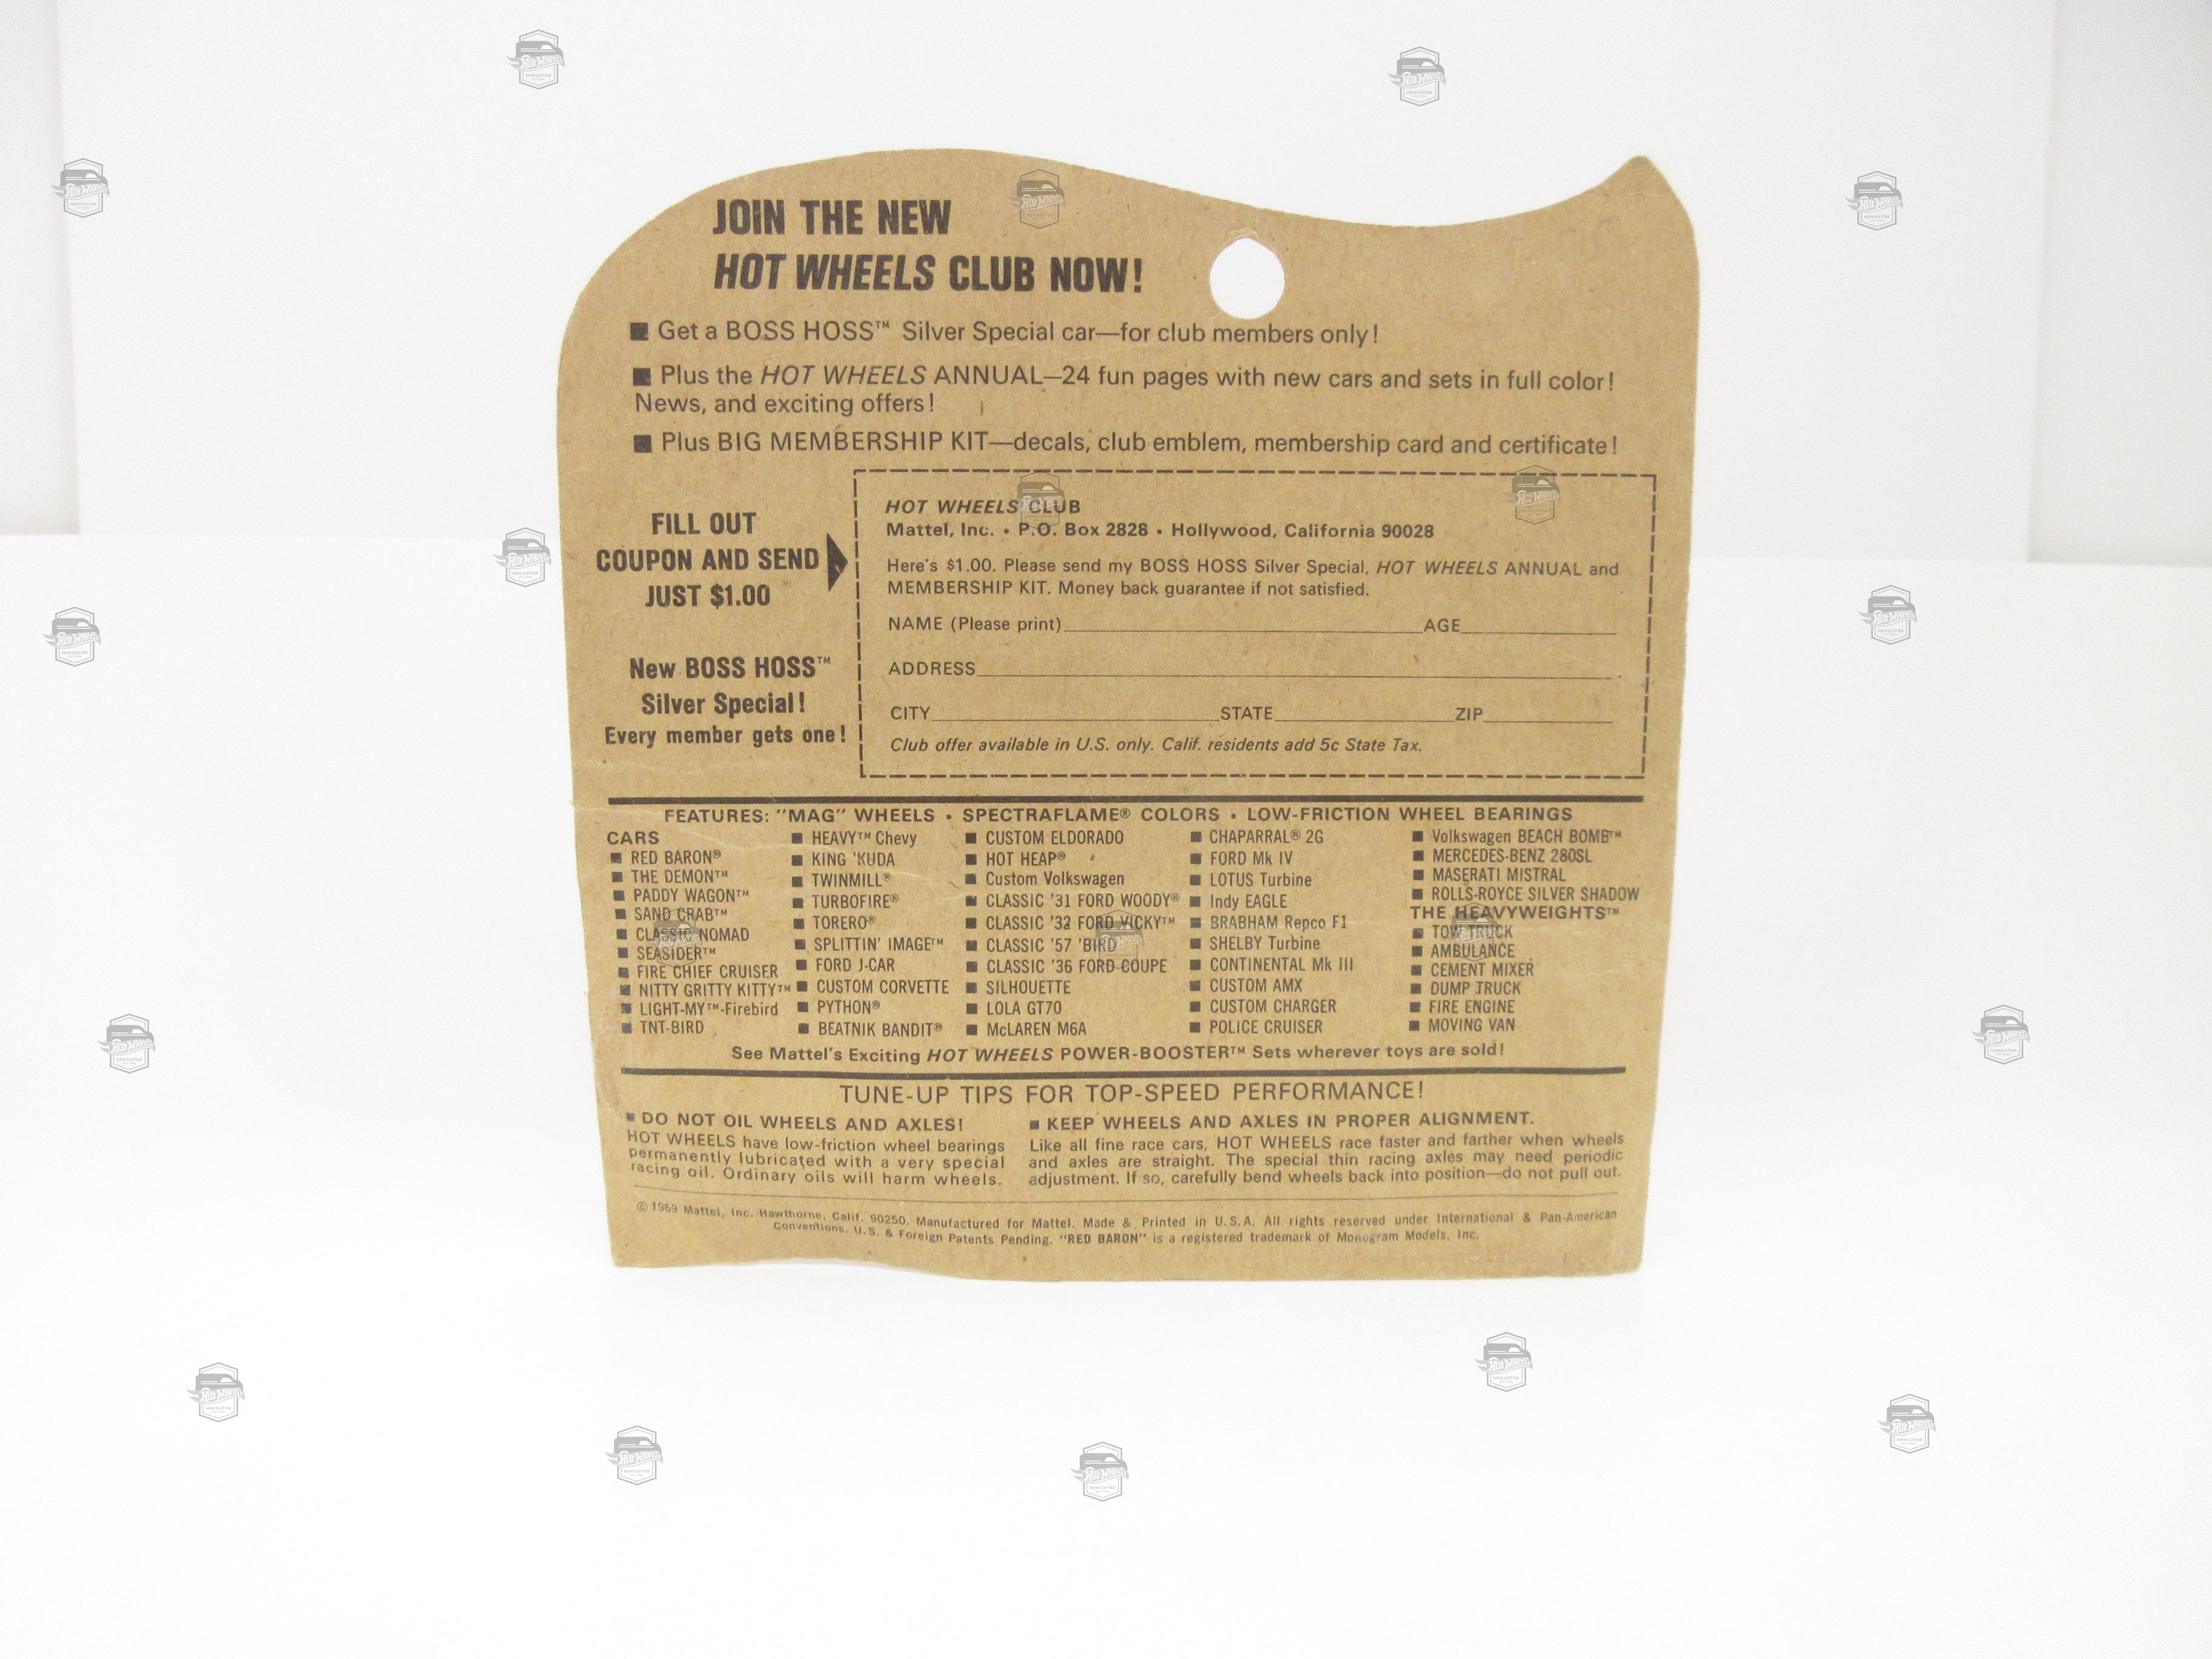 JOIN THE NEW
HOT WHEELS CLUB NOW!
■ Get a BOSS HOSS™ Silver Special car—for club members only!
■ Plus the HOT WHEELS ANNUAL—24 fun pages with new cars and sets in full color!
News, and exciting offers!
■ Plus BIG MEMBERSHIP KIT—decals, club emblem, membership card and certificate!
FILL OUT
COUPON AND SEND
JUST $1.00
New BOSS HOSS™
Silver Special!
Every member gets one!
HOT WHEELS CLUB
Mattel, Inc. • P.O. Box 2828 • Hollywood, California 90028
Here's $1.00. Please send my BOSS HOSS Silver Special, HOT WHEELS ANNUAL and
MEMBERSHIP KIT. Money back guarantee if not satisfied.
NAME (Please print) AGE
ADDRESS
CITY STATE ZIP
Club offer available in U.S. only. Calif. residents add 5c State Tax.
FEATURES: "MAG" WHEELS • SPECTRAFLAME® COLORS • LOW-FRICTION WHEEL BEARINGS
CARS
■ RED BARON®
■ THE DEMON™
■ PADDY WAGON™
■ SAND CRAB™
■ CLASSIC NOMAD
■ SEASIDER™
■ FIRE CHIEF CRUISER
■ NITTY GRITTY KITTY™
■ LIGHT-MY™-Firebird
■ TNT-BIRD
■ HEAVY™ Chevy
■ KING 'KUDA
■ TWINMILL®
■ TURBOFIRE®
■ TORERO®
■ SPLITTIN' IMAGE™
■ FORD J-CAR
■ CUSTOM CORVETTE
■ PYTHON®
■ BEATNIK BANDIT®
■ CUSTOM ELDORADO
■ HOT HEAP®
■ Custom Volkswagen
■ CLASSIC '31 FORD WOODY®
■ CLASSIC '32 FORD VICKY™
■ CLASSIC '57 'BIRD
■ CLASSIC '36 FORD COUPE
■ SILHOUETTE
■ LOLA GT70
■ McLAREN M6A
■ CHAPARRAL® 2G
■ FORD Mk IV
■ LOTUS Turbine
■ Indy EAGLE
■ BRABHAM Repco F1
■ SHELBY Turbine
■ CONTINENTAL Mk III
■ CUSTOM AMX
■ CUSTOM CHARGER
■ POLICE CRUISER
■ Volkswagen BEACH BOMB™
■ MERCEDES-BENZ 280SL
■ MASERATI MISTRAL
■ ROLLS-ROYCE SILVER SHADOW
THE HEAVYWEIGHTS™
■ TOW TRUCK
■ AMBULANCE
■ CEMENT MIXER
■ DUMP TRUCK
■ FIRE ENGINE
■ MOVING VAN
See Mattel's Exciting HOT WHEELS POWER-BOOSTER™ Sets wherever toys are sold!
TUNE-UP TIPS FOR TOP-SPEED PERFORMANCE!
■ DO NOT OIL WHEELS AND AXLES!
HOT WHEELS have low-friction wheel bearings
permanently lubricated with a very special
racing oil. Ordinary oils will harm wheels.
■ KEEP WHEELS AND AXLES IN PROPER ALIGNMENT.
Like all fine race cars, HOT WHEELS race faster and farther when wheels
and axles are straight. The special thin racing axles may need periodic
adjustment. If so, carefully bend wheels back into position—do not pull out.
© 1969 Mattel, Inc. Hawthorne, Calif. 90250. Manufactured for Mattel. Made & Printed in U.S.A. All rights reserved under International & Pan-American
Conventions. U.S. & Foreign Patents Pending. "RED BARON" is a registered trademark of Monogram Models, Inc.